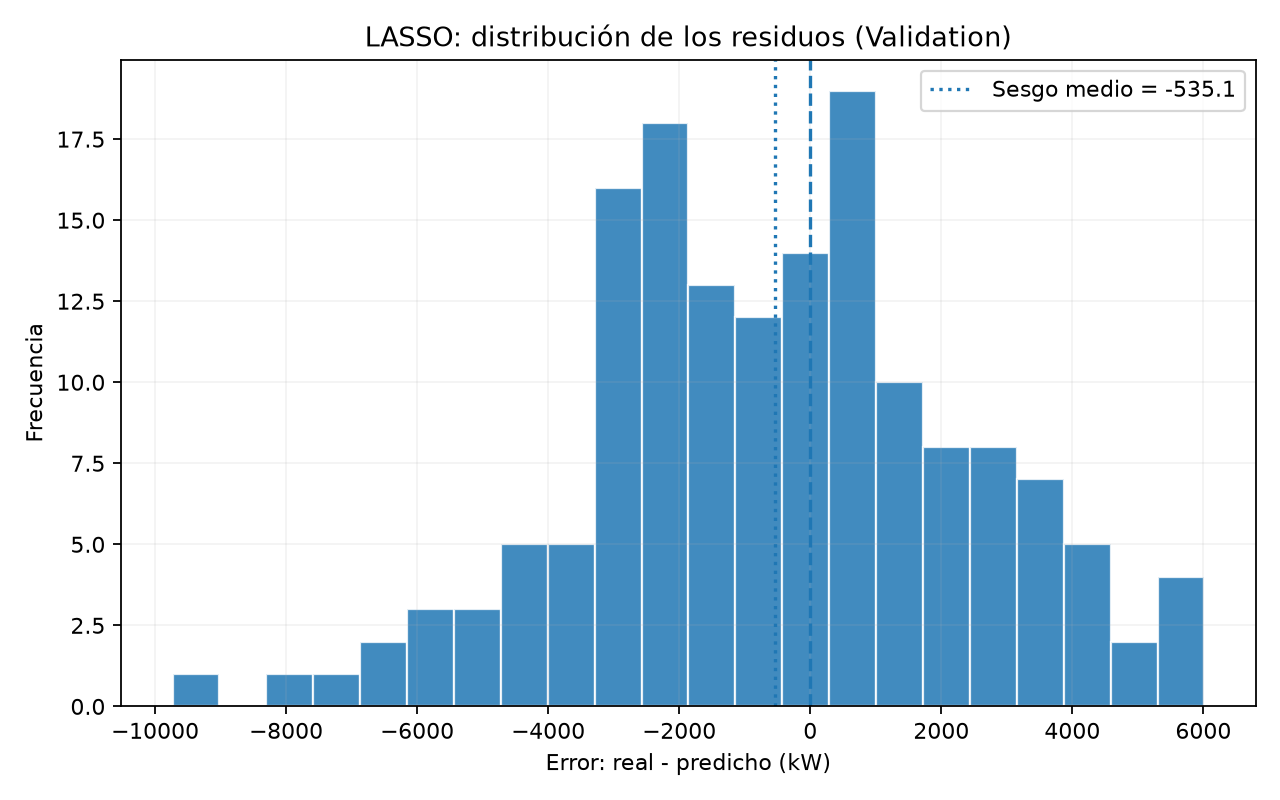 LASSO: distribución de los residuos (Validation)
Sesgo medio = -535.1
17.5
15.0
12.5
10.0
7.5
5.0
2.5
0.0
Frecuencia
−10000 −8000 −6000 −4000 −2000 0 2000 4000 6000
Error: real - predicho (kW)